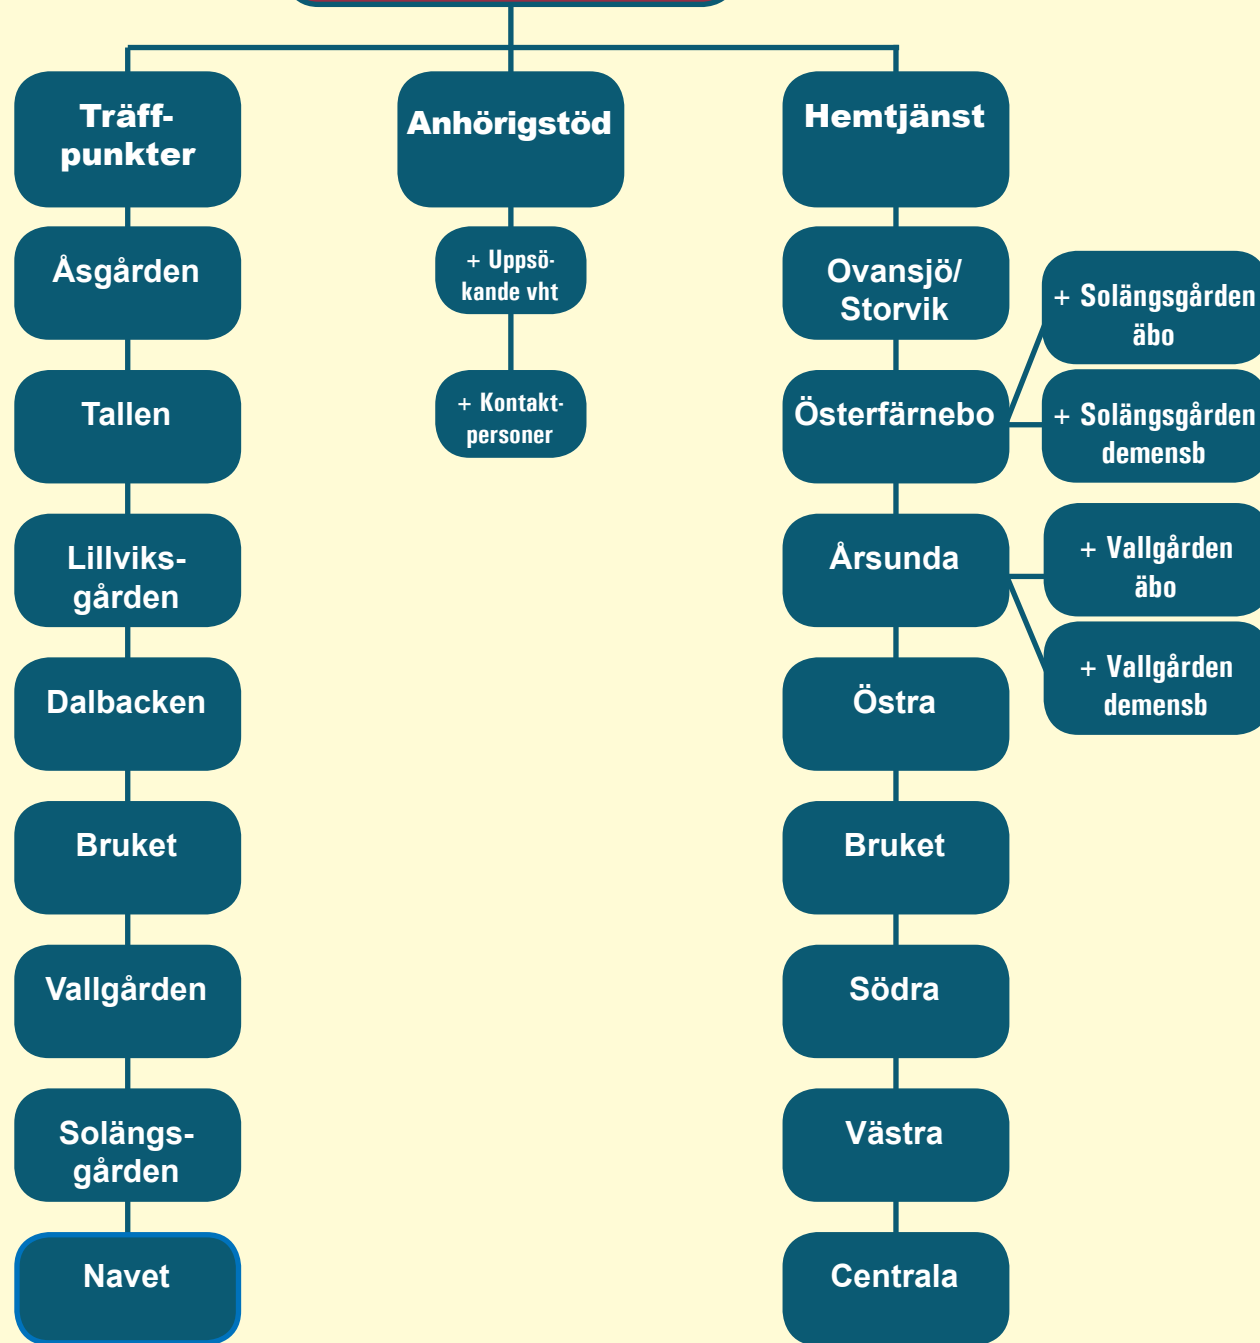 Träff-
punkter
Åsgården
Tallen
Lillviks-
gården
Dalbacken
Bruket
Vallgården
Solängs-
gården
Navet
Anhörigstöd
+ Uppsö-
kande vht
+ Kontakt-
personer
Hemtjänst
Ovansjö/
Storvik
Österfärnebo
+ Solängsgården
äbo
+ Solängsgården
demensb
Årsunda
+ Vallgården
äbo
+ Vallgården
demensb
Östra
Bruket
Södra
Västra
Centrala